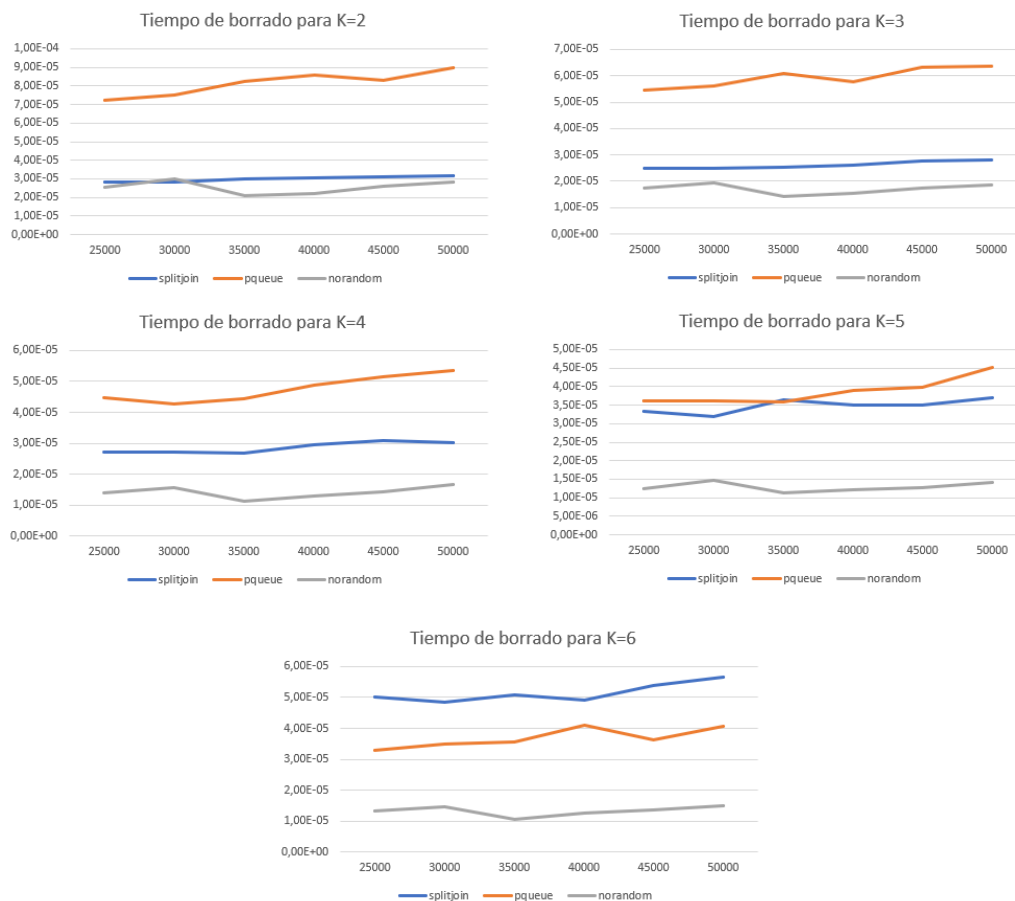 Tiempo de borrado para K=2
1,00E-04
9,00E-05
8,00E-05
7,00E-05
6,00E-05
5,00E-05
4,00E-05
3,00E-05
2,00E-05
1,00E-05
0,00E+00
25000 30000 35000 40000 45000 50000
splitjoin pqueue norandom
Tiempo de borrado para K=3
7,00E-05
6,00E-05
5,00E-05
4,00E-05
3,00E-05
2,00E-05
1,00E-05
0,00E+00
25000 30000 35000 40000 45000 50000
splitjoin pqueue norandom
Tiempo de borrado para K=4
6,00E-05
5,00E-05
4,00E-05
3,00E-05
2,00E-05
1,00E-05
0,00E+00
25000 30000 35000 40000 45000 50000
splitjoin pqueue norandom
Tiempo de borrado para K=5
5,00E-05
4,50E-05
4,00E-05
3,50E-05
3,00E-05
2,50E-05
2,00E-05
1,50E-05
1,00E-05
5,00E-06
0,00E+00
25000 30000 35000 40000 45000 50000
splitjoin pqueue norandom
Tiempo de borrado para K=6
6,00E-05
5,00E-05
4,00E-05
3,00E-05
2,00E-05
1,00E-05
0,00E+00
25000 30000 35000 40000 45000 50000
splitjoin pqueue norandom